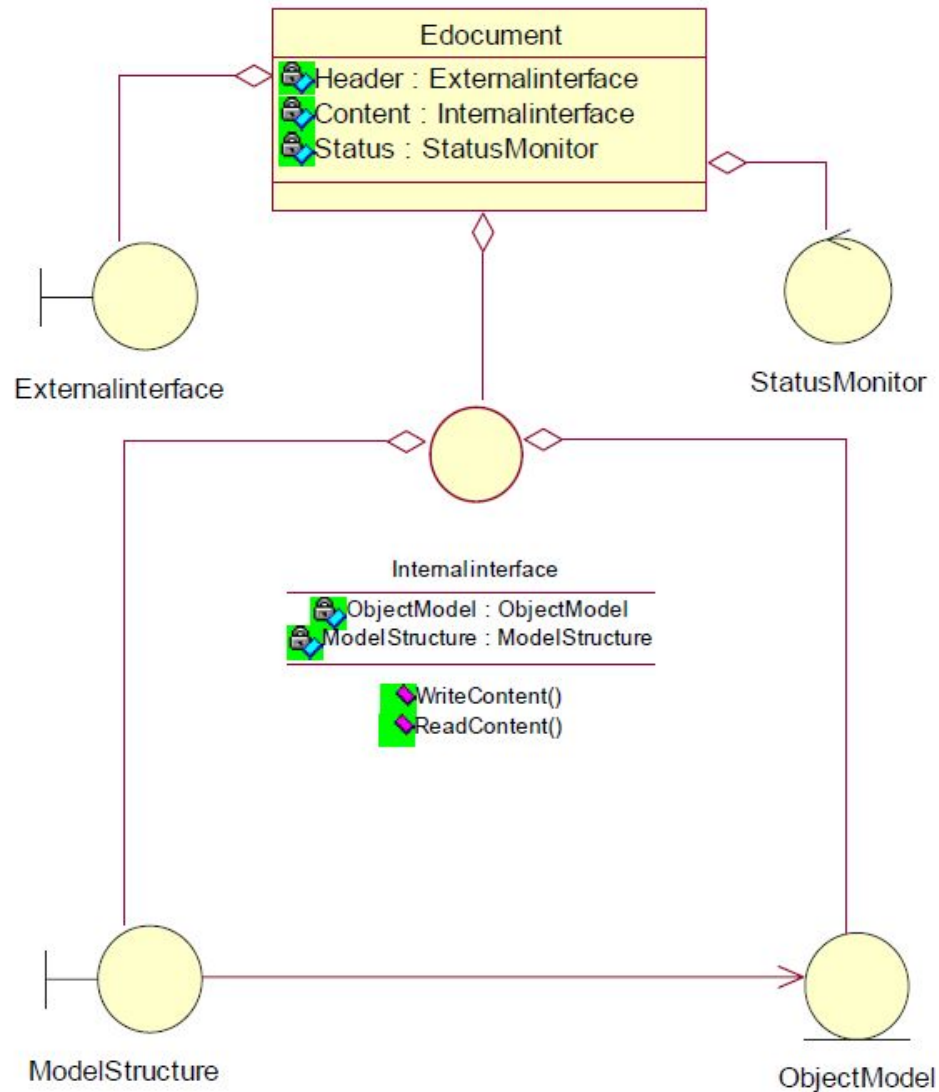 Edocument
Header : Externalinterface
Content : Internalinterface
Status : StatusMonitor
Externalinterface
StatusMonitor
Internalinterface
ObjectModel : ObjectModel
ModelStructure : ModelStructure
WriteContent()
ReadContent()
ModelStructure
ObjectModel